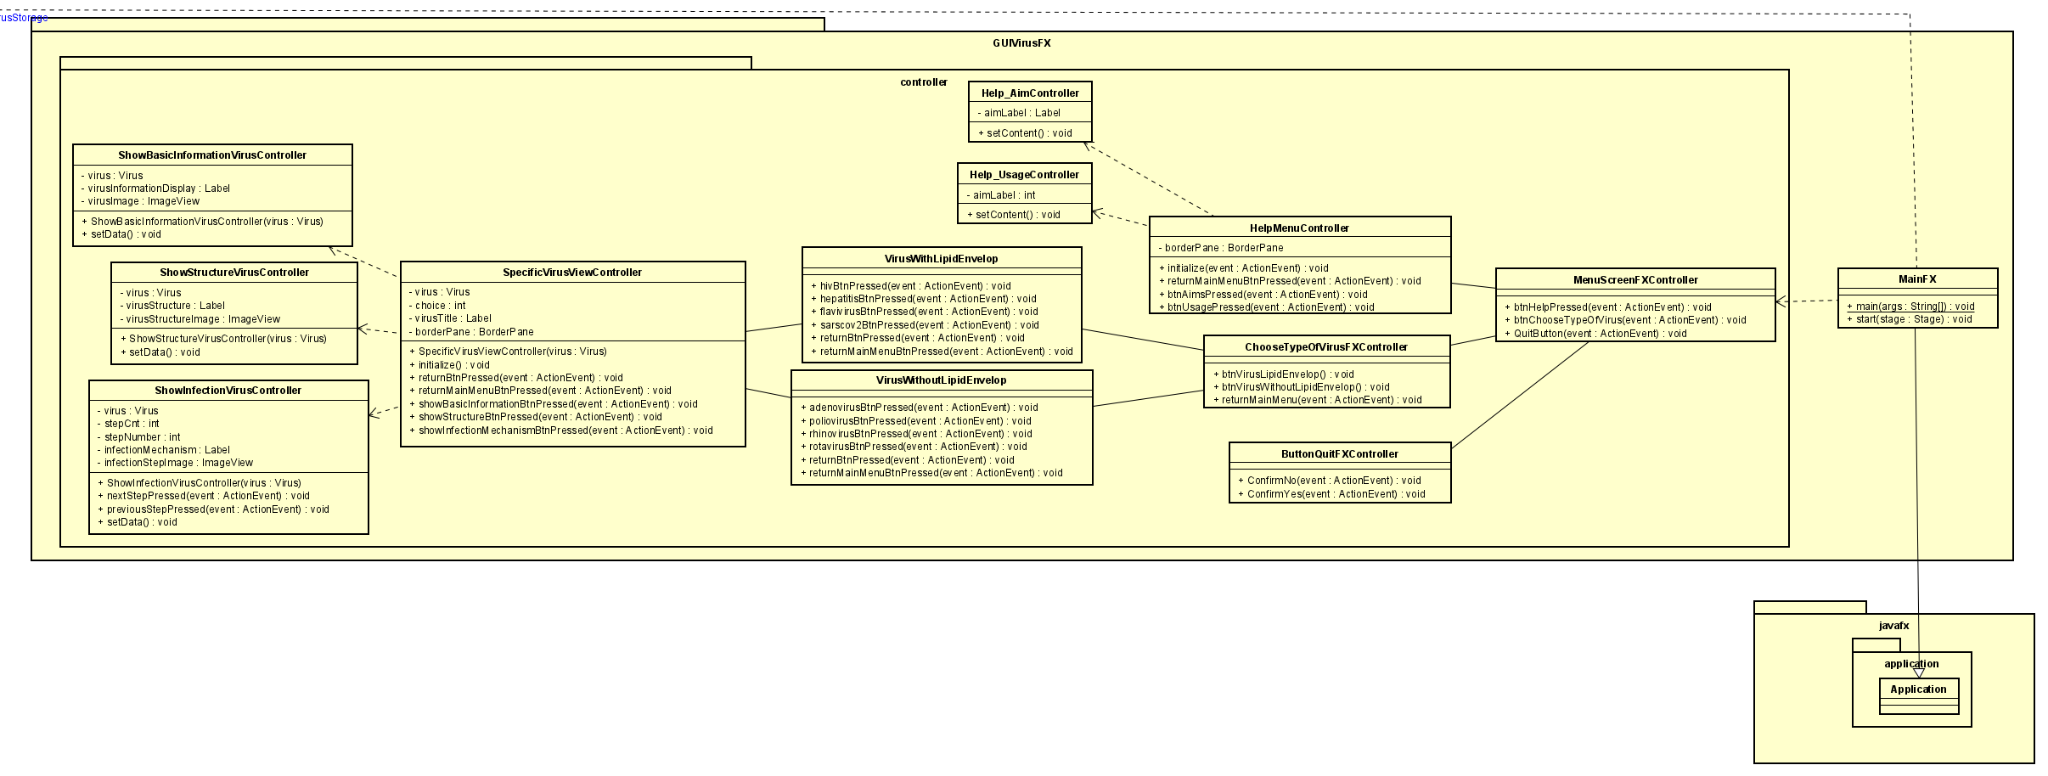 rusStorage
GUIVirusFX
controller
Help_AimController
- aimLabel : Label
+ setContent() : void
ShowBasicInformationVirusController
- virus : Virus
- virusInformationDisplay : Label
- virusImage : ImageView
+ ShowBasicInformationVirusController(virus : Virus)
+ setData() : void
Help_UsageController
- aimLabel : int
+ setContent() : void
HelpMenuController
- borderPane : BorderPane
+ initialize(event : ActionEvent) : void
+ returnMainMenuBtnPressed(event : ActionEvent) : void
+ btnAimsPressed(event : ActionEvent) : void
+ btnUsagePressed(event : ActionEvent) : void
ShowStructureVirusController
- virus : Virus
- virusStructure : Label
- virusStructureImage : ImageView
+ ShowStructureVirusController(virus : Virus)
+ setData() : void
SpecificVirusViewController
- virus : Virus
- choice : int
- virusTitle : Label
- borderPane : BorderPane
+ SpecificVirusViewController(virus : Virus)
+ initialize() : void
+ returnBtnPressed(event : ActionEvent) : void
+ returnMainMenuBtnPressed(event : ActionEvent) : void
+ showBasicInformationBtnPressed(event : ActionEvent) : void
+ showStructureBtnPressed(event : ActionEvent) : void
+ showInfectionMechanismBtnPressed(event : ActionEvent) : void
VirusWithLipidEnvelop
+ hivBtnPressed(event : ActionEvent) : void
+ hepatitisBtnPressed(event : ActionEvent) : void
+ flavivirusBtnPressed(event : ActionEvent) : void
+ sarscov2BtnPressed(event : ActionEvent) : void
+ returnBtnPressed(event : ActionEvent) : void
+ returnMainMenuBtnPressed(event : ActionEvent) : void
MenuScreenFXController
+ btnHelpPressed(event : ActionEvent) : void
+ btnChooseTypeOfVirus(event : ActionEvent) : void
+ QuitButton(event : ActionEvent) : void
MainFX
+ main(args : String[]) : void
+ start(stage : Stage) : void
ChooseTypeOfVirusFXController
+ btnVirusLipidEnvelop() : void
+ btnVirusWithoutLipidEnvelop() : void
+ returnMainMenu(event : ActionEvent) : void
ShowInfectionVirusController
- virus : Virus
- stepCnt : int
- stepNumber : int
- infectionMechanism : Label
- infectionStepImage : ImageView
+ ShowInfectionVirusController(virus : Virus)
+ nextStepPressed(event : ActionEvent) : void
+ previousStepPressed(event : ActionEvent) : void
+ setData() : void
VirusWithoutLipidEnvelop
+ adenovirusBtnPressed(event : ActionEvent) : void
+ poliovirusBtnPressed(event : ActionEvent) : void
+ rhinovirusBtnPressed(event : ActionEvent) : void
+ rotavirusBtnPressed(event : ActionEvent) : void
+ returnBtnPressed(event : ActionEvent) : void
+ returnMainMenuBtnPressed(event : ActionEvent) : void
ButtonQuitFXController
+ ConfirmNo(event : ActionEvent) : void
+ ConfirmYes(event : ActionEvent) : void
javafx
application
Application